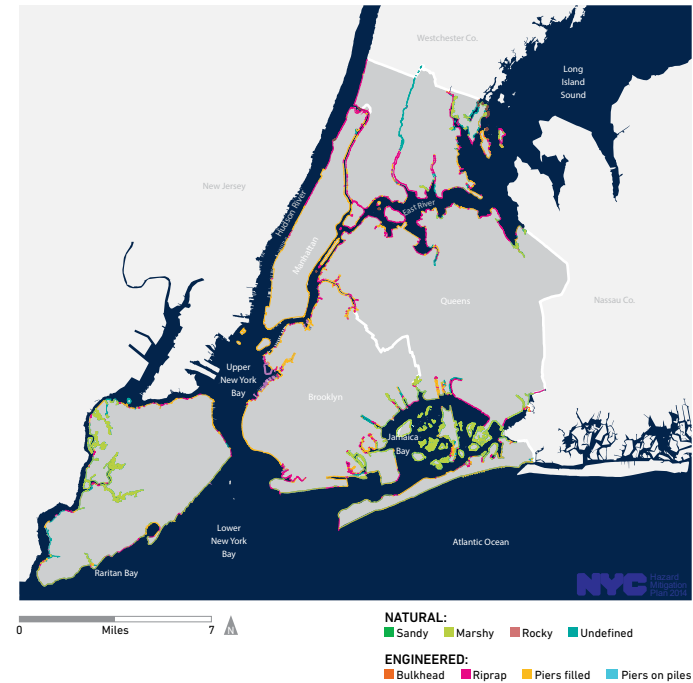 Westchester Co.
Long
Island
Sound
New Jersey
Hudson River
East River
Manhattan
Queens
Nassau Co.
Upper
New York
Bay
Brooklyn
Jamaica
Bay
Lower
New York
Bay
Atlantic Ocean
Raritan Bay
NYC Hazard
Mitigation
Plan 2014
0 Miles 7 N
NATURAL:
Sandy Marshy Rocky Undefined
ENGINEERED:
Bulkhead Riprap Piers filled Piers on piles